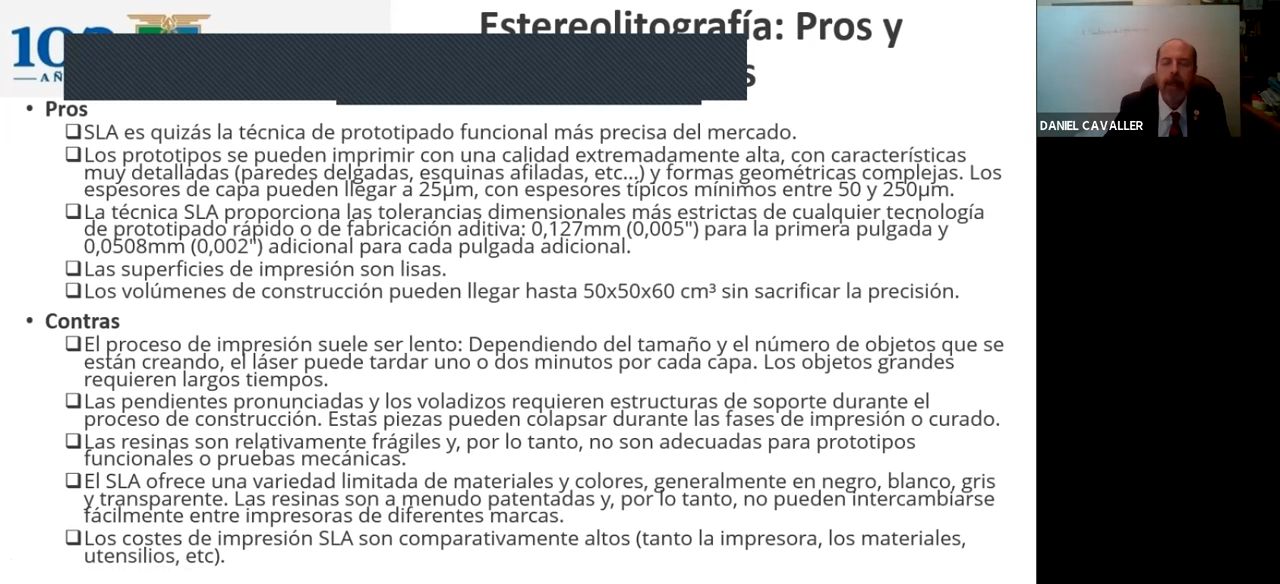 Estereolitografía: Pros y
Pros
SLA es quizás la técnica de prototipado funcional más precisa del mercado.
Los prototipos se pueden imprimir con una calidad extremadamente alta, con características
muy detalladas (paredes delgadas, esquinas afiladas, etc...) y formas geométricas complejas. Los
espesores de capa pueden llegar a 25µm, con espesores típicos mínimos entre 50 y 250µm.
La técnica SLA proporciona las tolerancias dimensionales más estrictas de cualquier tecnología
de prototipado rápido o de fabricación aditiva: 0,127mm (0,005") para la primera pulgada y
0,0508mm (0,002") adicional para cada pulgada adicional.
Las superficies de impresión son lisas.
Los volúmenes de construcción pueden llegar hasta 50x50x60 cm³ sin sacrificar la precisión.
Contras
El proceso de impresión suele ser lento: Dependiendo del tamaño y el número de objetos que se
están creando, el láser puede tardar uno o dos minutos por cada capa. Los objetos grandes
requieren largos tiempos.
Las pendientes pronunciadas y los voladizos requieren estructuras de soporte durante el
proceso de construcción. Estas piezas pueden colapsar durante las fases de impresión o curado.
Las resinas son relativamente frágiles y, por lo tanto, no son adecuadas para prototipos
funcionales o pruebas mecánicas.
El SLA ofrece una variedad limitada de materiales y colores, generalmente en negro, blanco, gris
y transparente. Las resinas son a menudo patentadas y, por lo tanto, no pueden intercambiarse
fácilmente entre impresoras de diferentes marcas.
Los costes de impresión SLA son comparativamente altos (tanto la impresora, los materiales,
utensilios, etc).
DANIEL CAVALLER